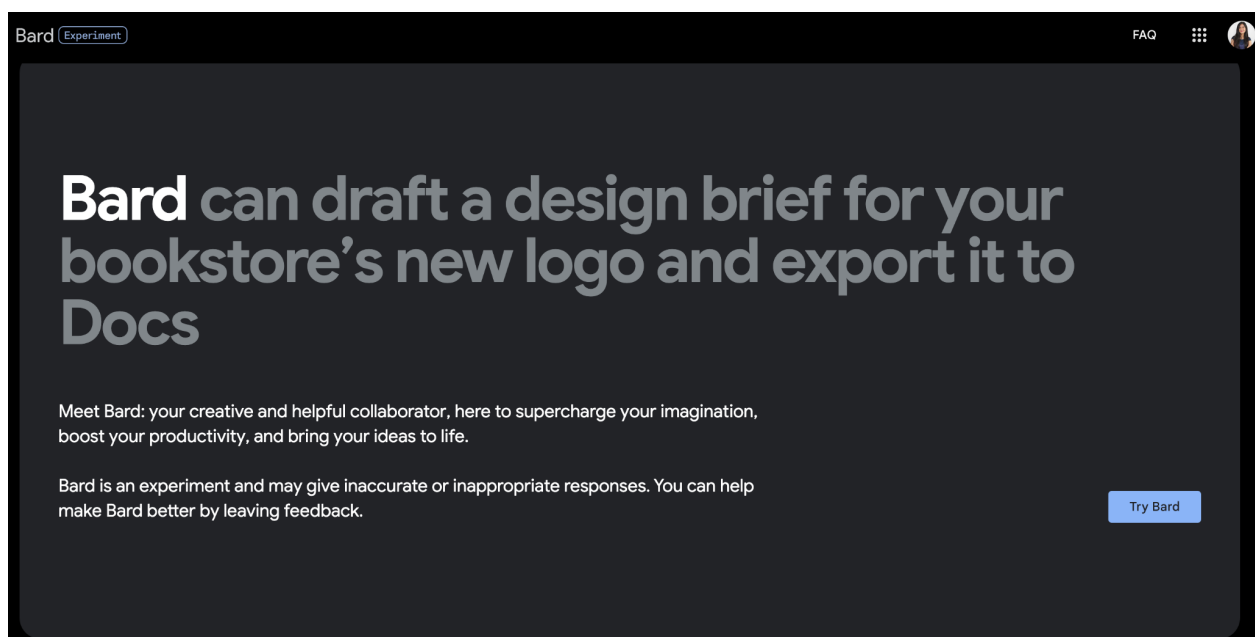 Bard Experiment
FAQ
Bard can draft a design brief for your
bookstore’s new logo and export it to
Docs
Meet Bard: your creative and helpful collaborator, here to supercharge your imagination,
boost your productivity, and bring your ideas to life.
Bard is an experiment and may give inaccurate or inappropriate responses. You can help
make Bard better by leaving feedback.
Try Bard